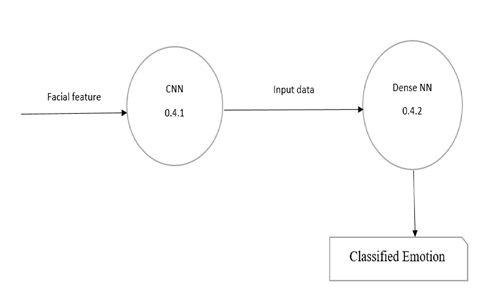 Facial feature
CNN
0.4.1
Input data
Dense NN
0.4.2
Classified Emotion